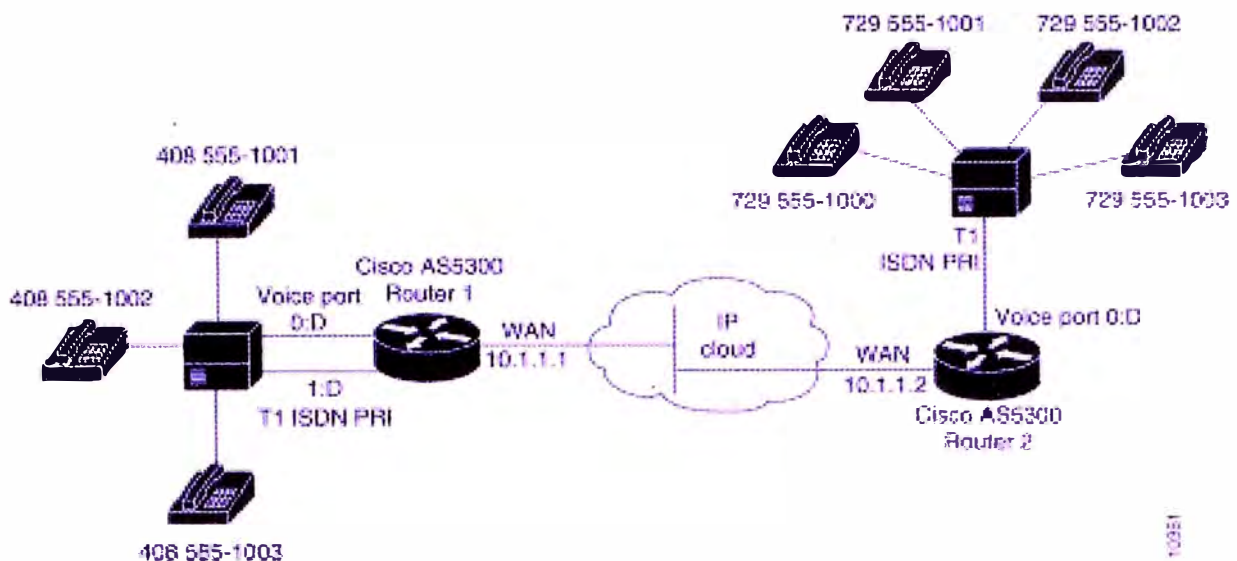 729 555-1001
729 555-1002
408 555-1001
729 555-1000
729 555-1003
T1
ISDN PRI
Cisco AS5300
Router 1
408 555-1002
Voice port
0:D
WAN
10.1.1.1
IP
cloud
Voice port 0:D
WAN
10.1.1.2
1:D
T1 ISDN PRI
Cisco AS5300
Router 2
408 555-1003